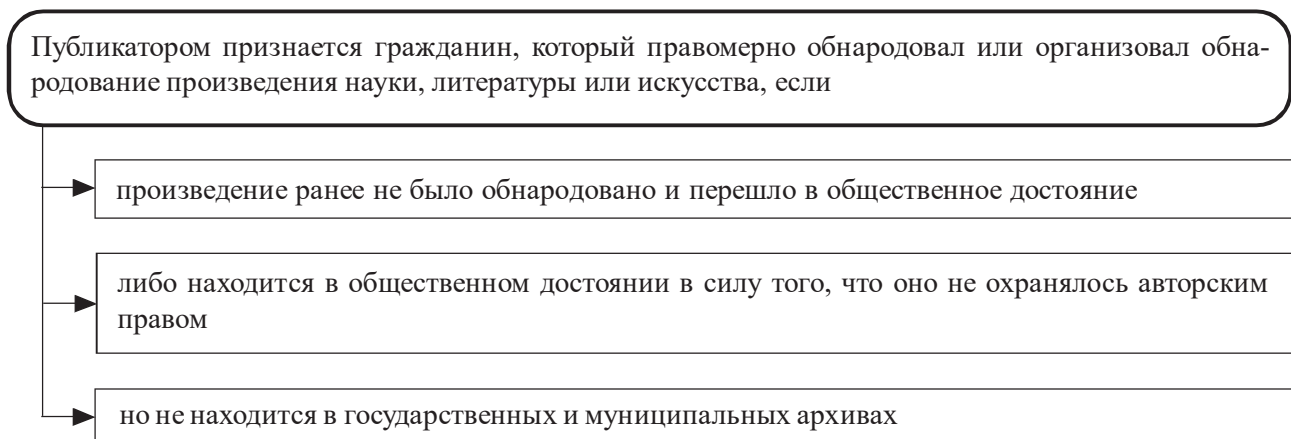 Публикатором признается гражданин, который правомерно обнародовал или организовал обна-
родование произведения науки, литературы или искусства, если
произведение ранее не было обнародовано и перешло в общественное достояние
либо находится в общественном достоянии в силу того, что оно не охранялось авторским
правом
но не находится в государственных и муниципальных архивах